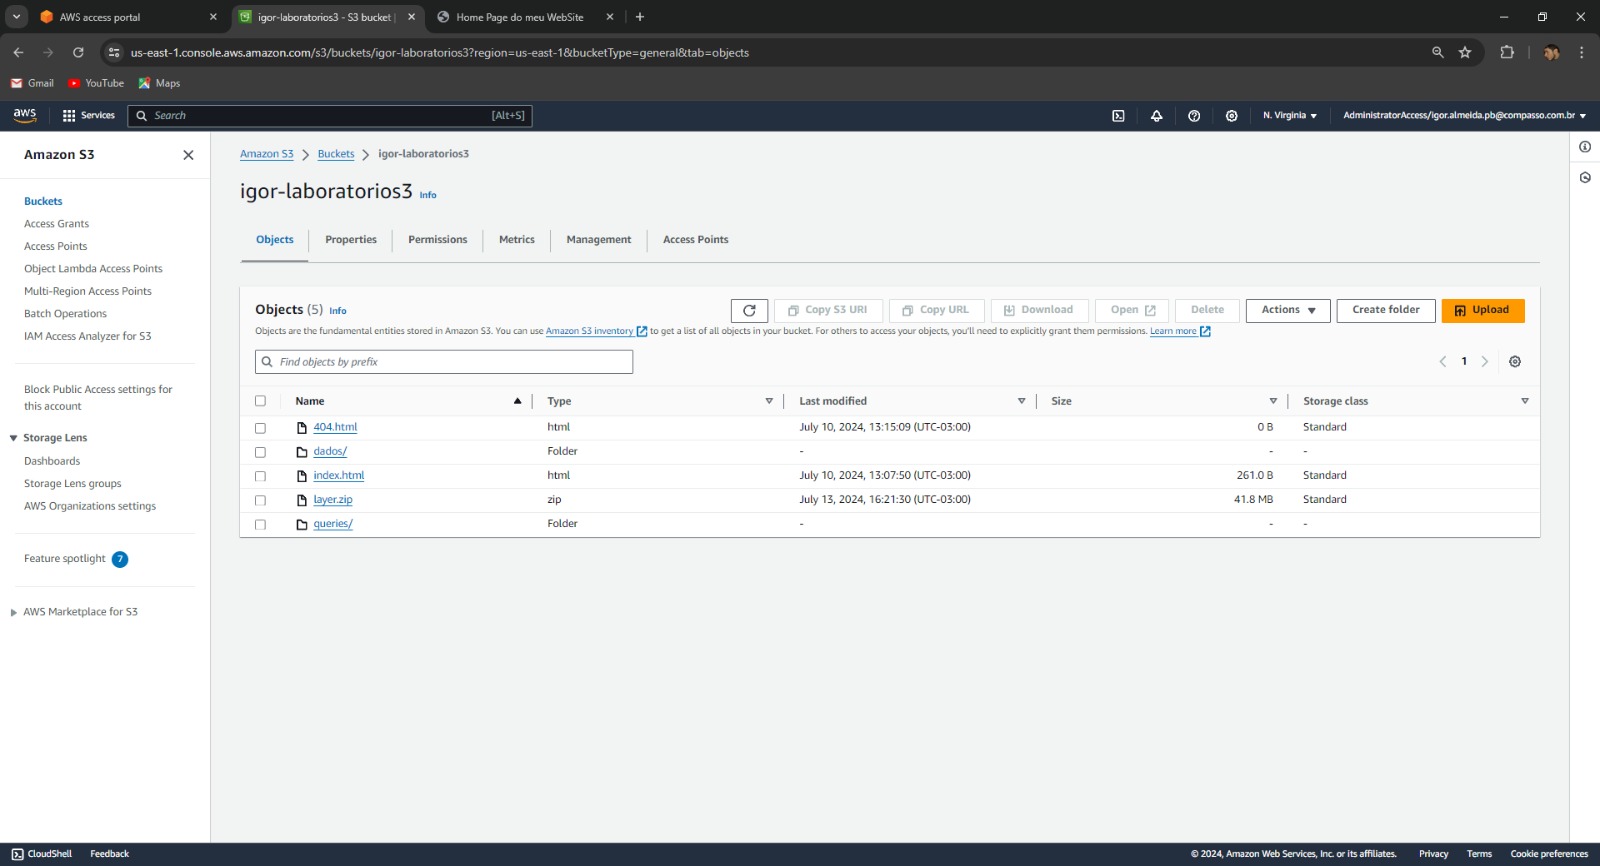 AWS access portal
igor-laboratorios3 - S3 bucket |
Home Page do meu WebSite
us-east-1.console.aws.amazon.com/s3/buckets/igor-laboratorios3?region=us-east-1&bucketType=general&tab=objects
Gmail YouTube Maps
aws Services Search [Alt+S] N. Virginia AdministratorAccess/igor.almeida.pb@compasso.com.br
Amazon S3
Buckets
Access Grants
Access Points
Object Lambda Access Points
Multi-Region Access Points
Batch Operations
IAM Access Analyzer for S3
Block Public Access settings for
this account
Storage Lens
Dashboards
Storage Lens groups
AWS Organizations settings
Feature spotlight 7
AWS Marketplace for S3
Amazon S3 Buckets igor-laboratorios3
igor-laboratorios3 Info
Objects Properties Permissions Metrics Management Access Points
Objects (5) Info
Copy S3 URI Copy URL Download Open Delete Actions Create folder Upload
Objects are the fundamental entities stored in Amazon S3. You can use Amazon S3 inventory to get a list of all objects in your bucket. For others to access your objects, you'll need to explicitly grant them permissions. Learn more
Find objects by prefix
1
Name Type Last modified Size Storage class
404.html html July 10, 2024, 13:15:09 (UTC-03:00) 0 B Standard
dados/ Folder - - -
index.html html July 10, 2024, 13:07:50 (UTC-03:00) 261.0 B Standard
layer.zip zip July 13, 2024, 16:21:30 (UTC-03:00) 41.8 MB Standard
queries/ Folder - - -
CloudShell Feedback © 2024, Amazon Web Services, Inc. or its affiliates. Privacy Terms Cookie preferences